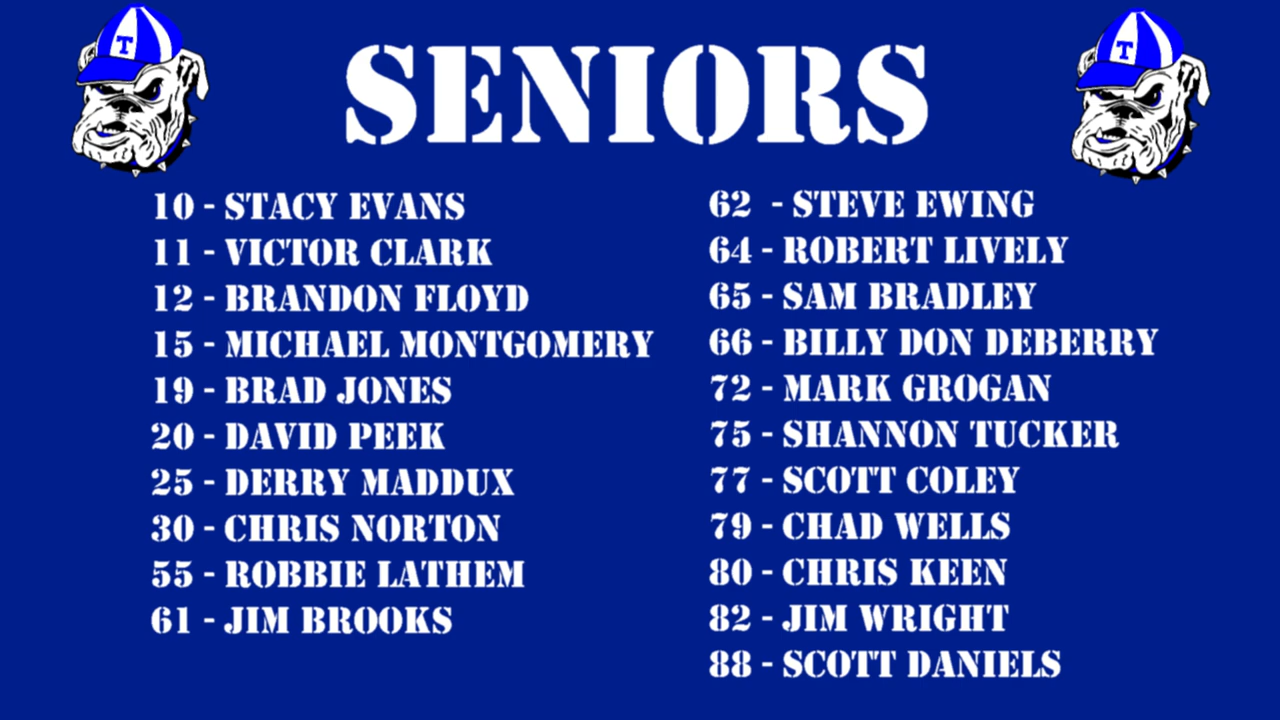 T
T
SENIORS
10 - STACY EVANS
11 - VICTOR CLARK
12 - BRANDON FLOYD
15 - MICHAEL MONTGOMERY
19 - BRAD JONES
20 - DAVID PEEK
25 - DERRY MADDUX
30 - CHRIS NORTON
55 - ROBBIE LATHEM
61 - JIM BROOKS
62 - STEVE EWING
64 - ROBERT LIVELY
65 - SAM BRADLEY
66 - BILLY DON DEBERRY
72 - MARK GROGAN
75 - SHANNON TUCKER
77 - SCOTT COLEY
79 - CHAD WELLS
80 - CHRIS KEEN
82 - JIM WRIGHT
88 - SCOTT DANIELS